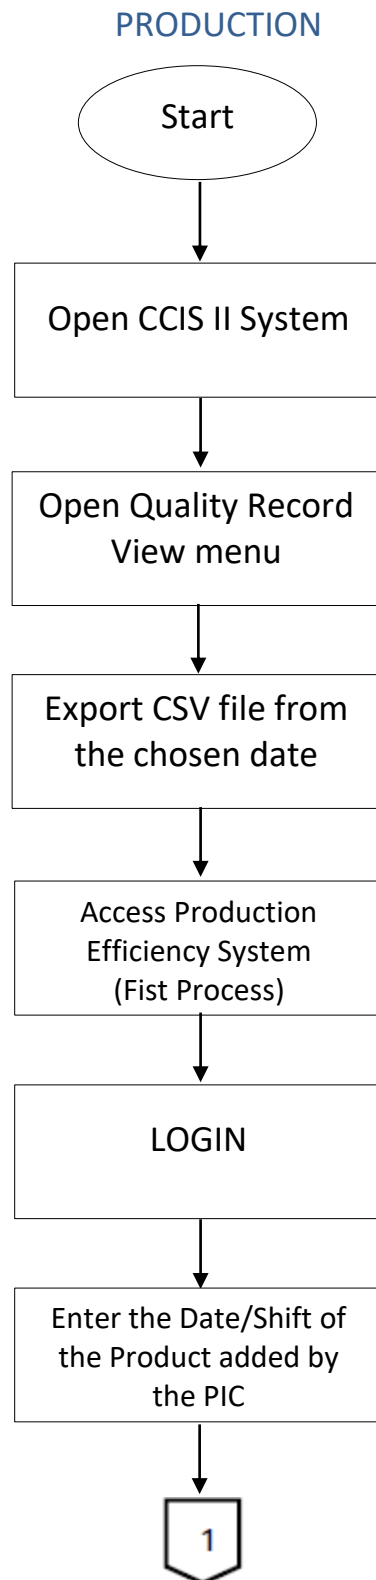 PRODUCTION
Start
Open CCIS II System
Open Quality Record
View menu
Export CSV file from
the chosen date
Access Production
Efficiency System
(Fist Process)
LOGIN
Enter the Date/Shift of
the Product added by
the PIC
1